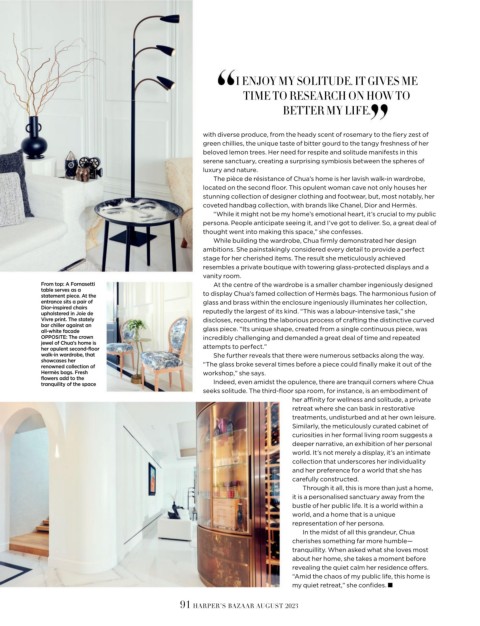 “I ENJOY MY SOLITUDE. IT GIVES ME
TIME TO RESEARCH ON HOW TO
BETTER MY LIFE.”
with diverse produce, from the heady scent of rosemary to the fiery zest of
green chillies, the unique taste of bitter gourd to the tangy freshness of her
beloved lemon trees. Her need for respite and solitude manifests in this
serene sanctuary, creating a surprising symbiosis between the spheres of
luxury and nature.
The pièce de résistance of Chua’s home is her lavish walk-in wardrobe,
located on the second floor. This opulent woman cave not only houses her
stunning collection of designer clothing and footwear, but, most notably, her
coveted handbag collection, with brands like Chanel, Dior and Hermès.
“While it might not be my home’s emotional heart, it’s crucial to my public
persona. People anticipate seeing it, and I’ve got to deliver. So, a great deal of
thought went into making this space,” she confesses.
While building the wardrobe, Chua firmly demonstrated her design
ambitions. She painstakingly considered every detail to provide a perfect
stage for her cherished items. The result she meticulously achieved
resembles a private boutique with towering glass-protected displays and a
vanity room.
At the centre of the wardrobe is a smaller chamber ingeniously designed
to display Chua’s famed collection of Hermès bags. The harmonious fusion of
glass and brass within the enclosure ingeniously illuminates her collection,
reputedly the largest of its kind. “This was a labour-intensive task,” she
discloses, recounting the laborious process of crafting the distinctive curved
glass piece. “Its unique shape, created from a single continuous piece, was
incredibly challenging and demanded a great deal of time and repeated
attempts to perfect.”
She further reveals that there were numerous setbacks along the way.
“The glass broke several times before a piece could finally make it out of the
workshop,” she says.
Indeed, even amidst the opulence, there are tranquil corners where Chua
seeks solitude. The third-floor spa room, for instance, is an embodiment of
her affinity for wellness and solitude, a private
retreat where she can bask in restorative
treatments, undisturbed and at her own leisure.
Similarly, the meticulously curated cabinet of
curiosities in her formal living room suggests a
deeper narrative, an exhibition of her personal
world. It’s not merely a display, it’s an intimate
collection that underscores her individuality
and her preference for a world that she has
carefully constructed.
Through it all, this is more than just a home,
it is a personalised sanctuary away from the
bustle of her public life. It is a world within a
world, and a home that is a unique
representation of her persona.
In the midst of all this grandeur, Chua
cherishes something far more humble—
tranquillity. When asked what she loves most
about her home, she takes a moment before
revealing the quiet calm her residence offers.
“Amid the chaos of my public life, this home is
my quiet retreat,” she confides. ■
From top: A Fornasetti
table serves as a
statement piece. At the
entrance sits a pair of
Dior-inspired chairs
upholstered in Joie de
Vivre print. The stately
bar chiller against an
all-white facade
OPPOSITE: The crown
jewel of Chua’s home is
her opulent second-floor
walk-in wardrobe, that
showcases her
renowned collection of
Hermès bags. Fresh
flowers add to the
tranquility of the space
91 HARPER’S BAZAAR AUGUST 2023